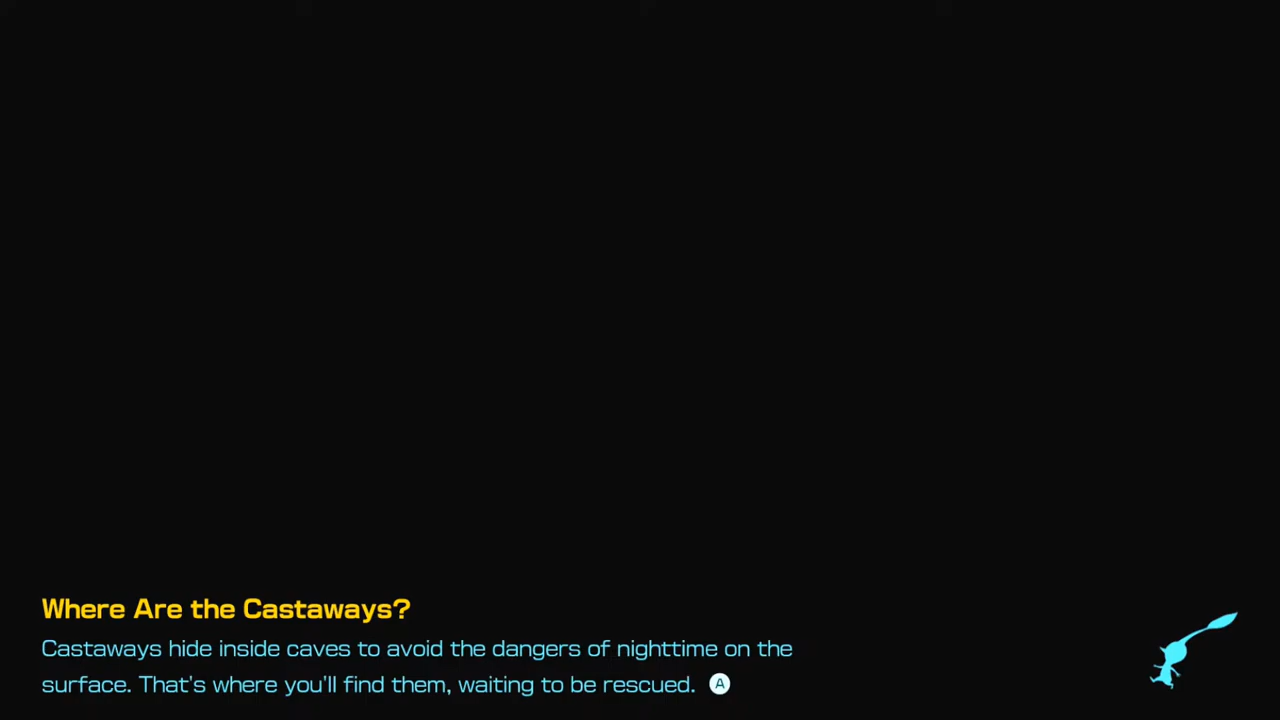 Where Are the Castaways?
Castaways hide inside caves to avoid the dangers of nighttime on the
surface. That's where you'll find them, waiting to be rescued. A